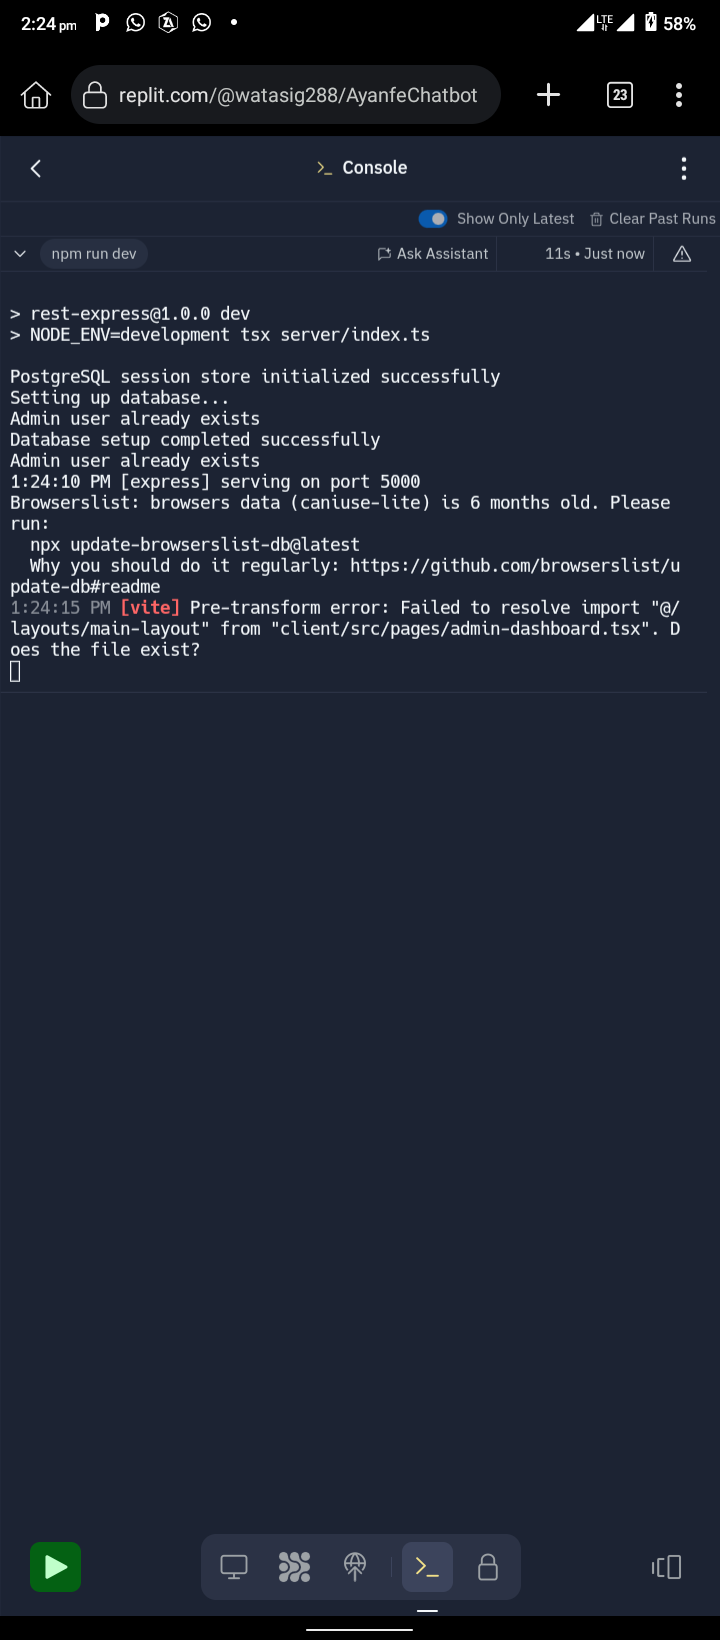 2:24 pm
LTE
58%
replit.com/@watasig288/AyanfeChatbot
23
>_ Console
Show Only Latest
Clear Past Runs
npm run dev
Ask Assistant
11s • Just now
> rest-express@1.0.0 dev
> NODE_ENV=development tsx server/index.ts
PostgreSQL session store initialized successfully
Setting up database...
Admin user already exists
Database setup completed successfully
Admin user already exists
1:24:10 PM [express] serving on port 5000
Browserslist: browsers data (caniuse-lite) is 6 months old. Please
run:
npx update-browserslist-db@latest
Why you should do it regularly: https://github.com/browserslist/u
pdate-db#readme
1:24:15 PM [vite] Pre-transform error: Failed to resolve import "@/
layouts/main-layout" from "client/src/pages/admin-dashboard.tsx". D
oes the file exist?